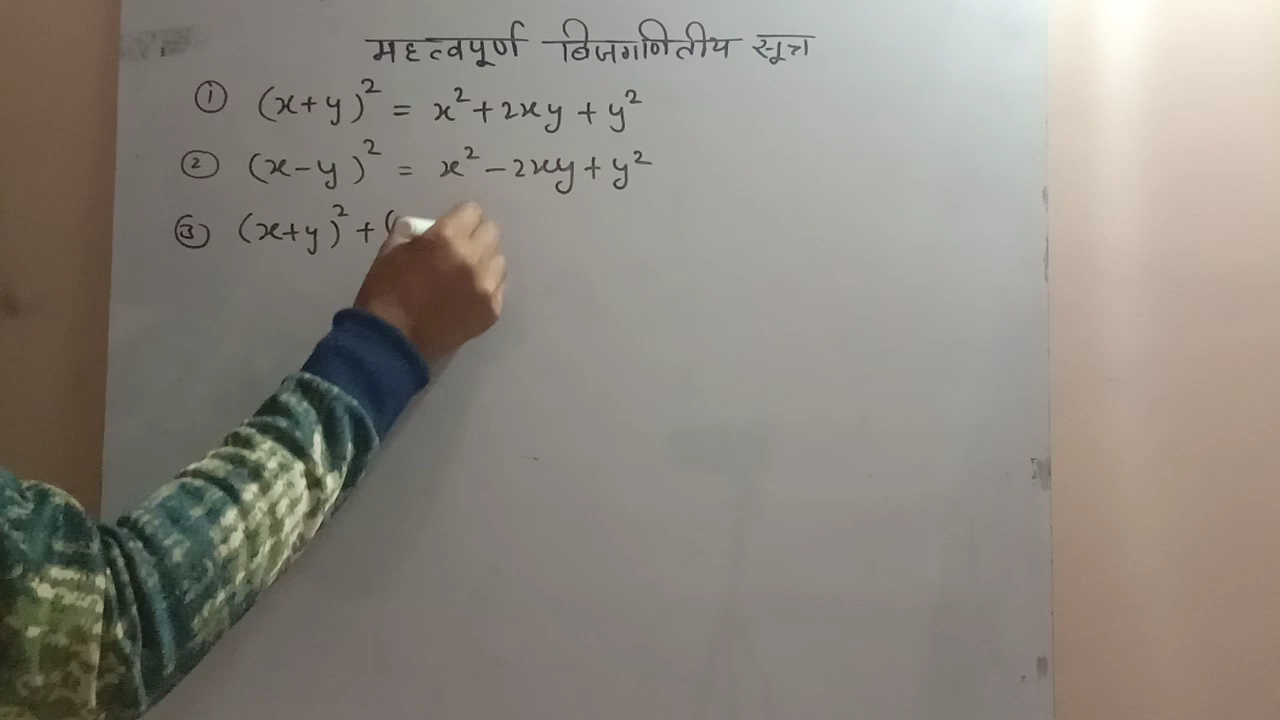 महत्वपूर्ण बिजगणितीय सूत्र
① (x+y)² = x²+2xy+y²
② (x-y)² = x²-2xy+y²
③ (x+y)²+(